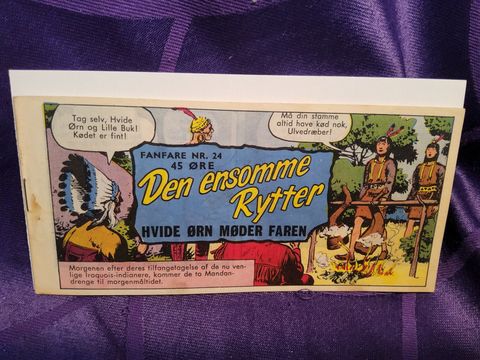 Tag selv, Hvide
Ørn og Lille Buk!
Kødet er fint!
Må din stamme
altid have kød nok,
Ulvedræber!
FANFARE NR. 24
45 ØRE
Den ensomme
Rytter
HVIDE ØRN MØDER FAREN
Morgenen efter deres tilfangetagelse af de nu ven-
lige Iroquois-indianere, kommer de to Mandan-
drenge til morgenmåltidet.